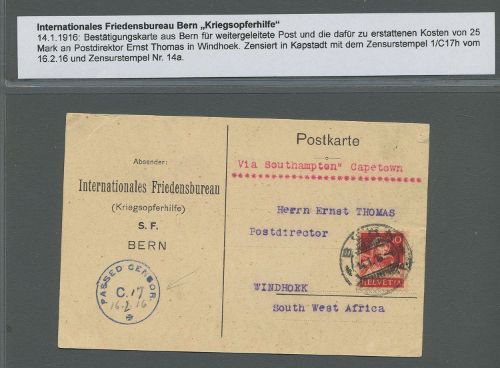 Internationales Friedensbureau Bern „Kriegsopferhilfe“
14.1.1916: Bestätigungskarte aus Bern für weitergeleitete Post und die dafür zu erstattenen Kosten von 25
Mark an Postdirektor Ernst Thomas in Windhoek. Zensiert in Kapstadt mit dem Zensurstempel 1/C17h vom
16.2.16 und Zensurstempel Nr. 14a.
Absender:
Internationales Friedensbureau
(Kriegsopferhilfe)
S. F.
BERN
PASSED CENSOR.
C. 17
16.2.16
Postkarte
Via Southampton" Capetown
Herrn Ernst THOMAS
Postdirector
WINDHOEK
South West Africa
10
HELVETIA